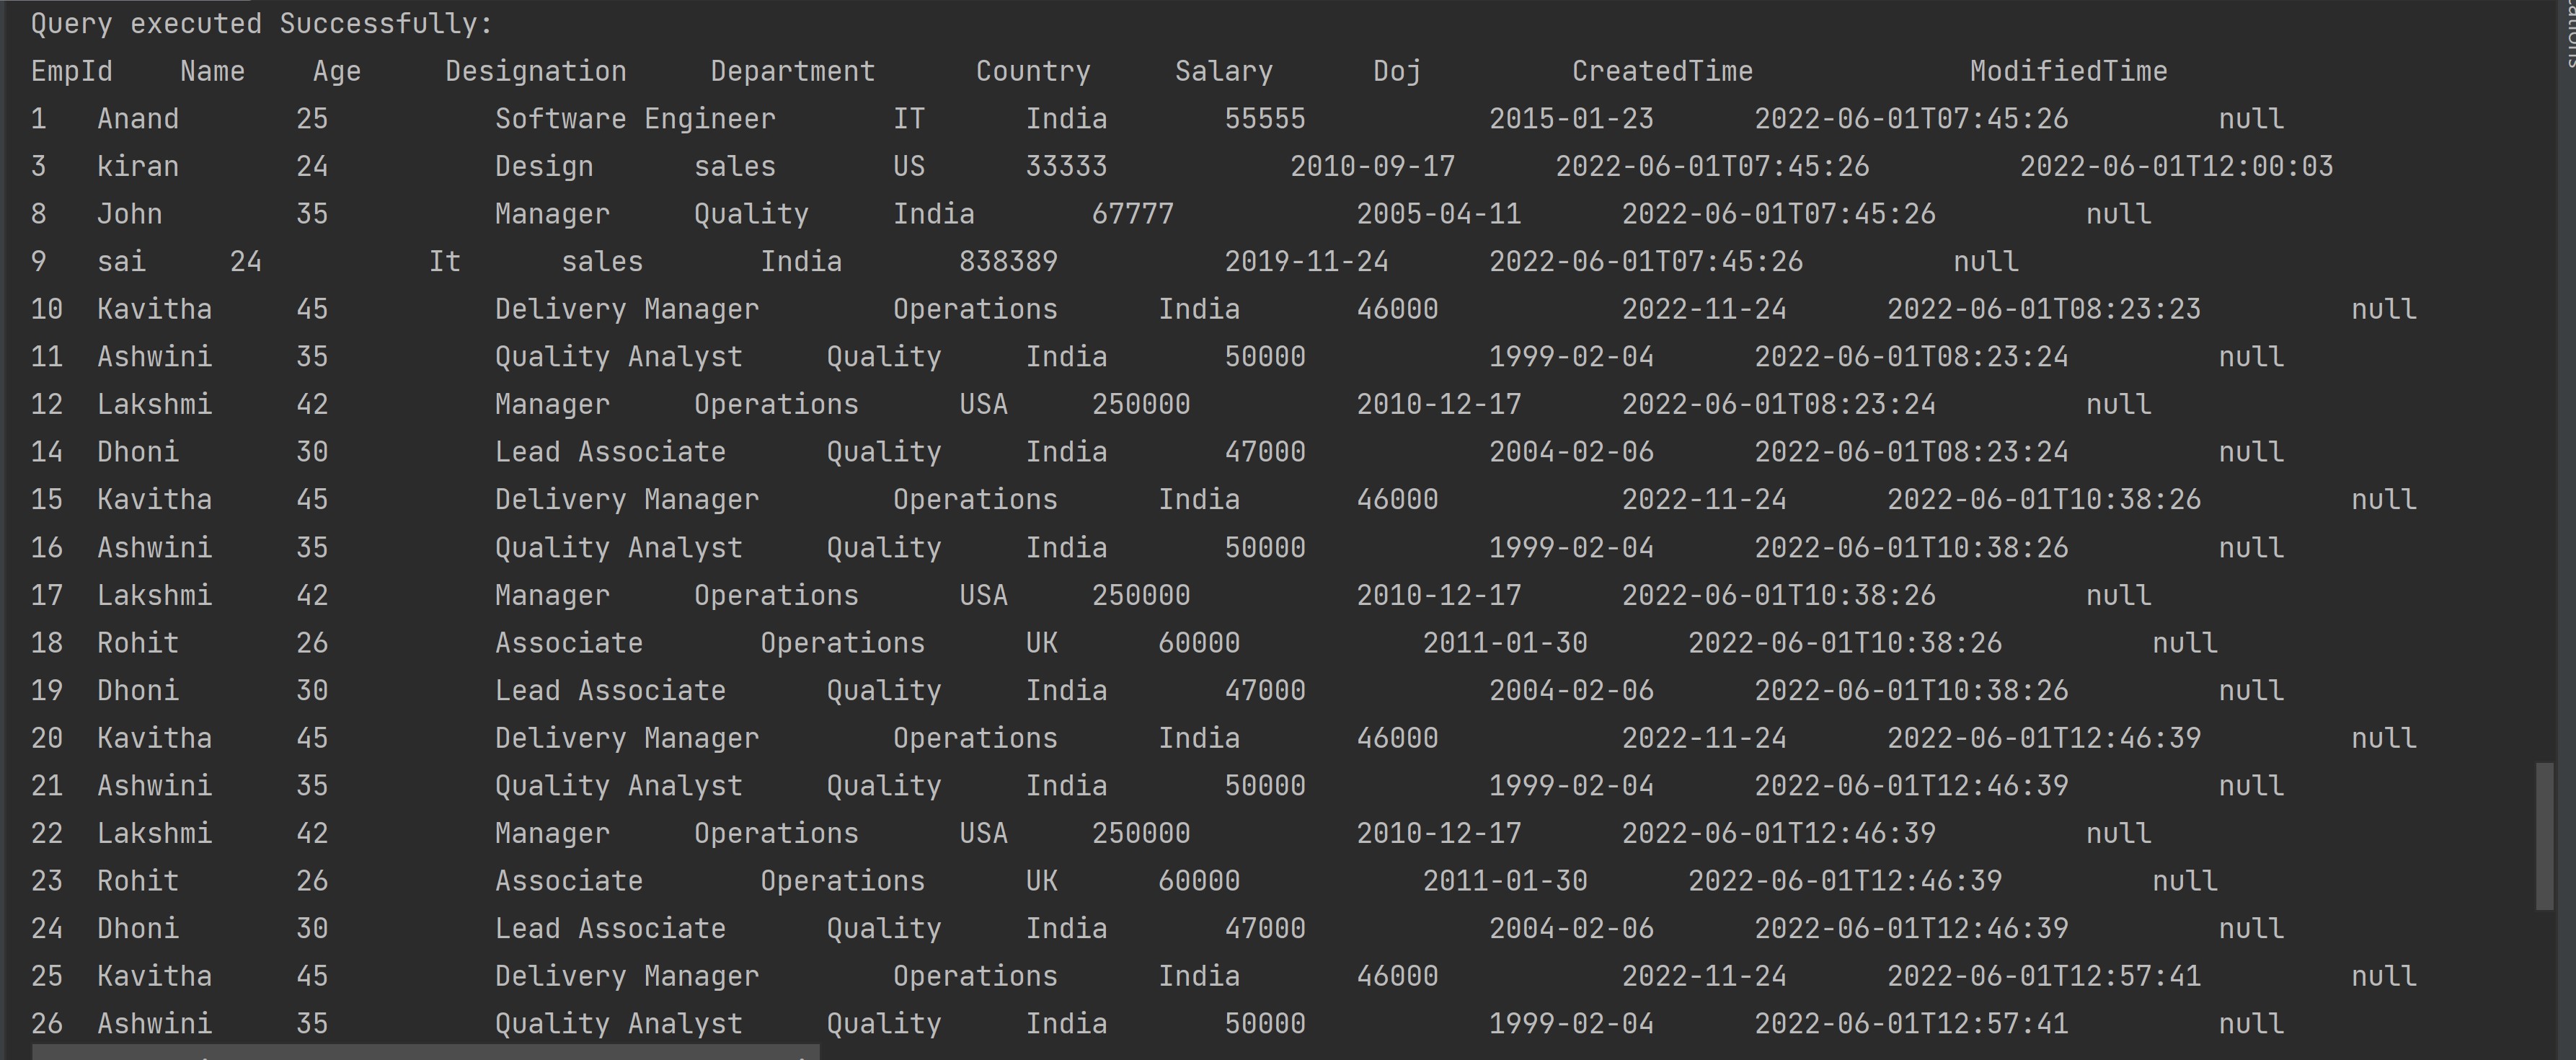 Query executed Successfully:
EmpId Name Age Designation Department Country Salary Doj CreatedTime ModifiedTime
1 Anand 25 Software Engineer IT India 55555 2015-01-23 2022-06-01T07:45:26 null
3 kiran 24 Design sales US 33333 2010-09-17 2022-06-01T07:45:26 2022-06-01T12:00:03
8 John 35 Manager Quality India 67777 2005-04-11 2022-06-01T07:45:26 null
9 sai 24 It sales India 838389 2019-11-24 2022-06-01T07:45:26 null
10 Kavitha 45 Delivery Manager Operations India 46000 2022-11-24 2022-06-01T08:23:23 null
11 Ashwini 35 Quality Analyst Quality India 50000 1999-02-04 2022-06-01T08:23:24 null
12 Lakshmi 42 Manager Operations USA 250000 2010-12-17 2022-06-01T08:23:24 null
14 Dhoni 30 Lead Associate Quality India 47000 2004-02-06 2022-06-01T08:23:24 null
15 Kavitha 45 Delivery Manager Operations India 46000 2022-11-24 2022-06-01T10:38:26 null
16 Ashwini 35 Quality Analyst Quality India 50000 1999-02-04 2022-06-01T10:38:26 null
17 Lakshmi 42 Manager Operations USA 250000 2010-12-17 2022-06-01T10:38:26 null
18 Rohit 26 Associate Operations UK 60000 2011-01-30 2022-06-01T10:38:26 null
19 Dhoni 30 Lead Associate Quality India 47000 2004-02-06 2022-06-01T10:38:26 null
20 Kavitha 45 Delivery Manager Operations India 46000 2022-11-24 2022-06-01T12:46:39 null
21 Ashwini 35 Quality Analyst Quality India 50000 1999-02-04 2022-06-01T12:46:39 null
22 Lakshmi 42 Manager Operations USA 250000 2010-12-17 2022-06-01T12:46:39 null
23 Rohit 26 Associate Operations UK 60000 2011-01-30 2022-06-01T12:46:39 null
24 Dhoni 30 Lead Associate Quality India 47000 2004-02-06 2022-06-01T12:46:39 null
25 Kavitha 45 Delivery Manager Operations India 46000 2022-11-24 2022-06-01T12:57:41 null
26 Ashwini 35 Quality Analyst Quality India 50000 1999-02-04 2022-06-01T12:57:41 null